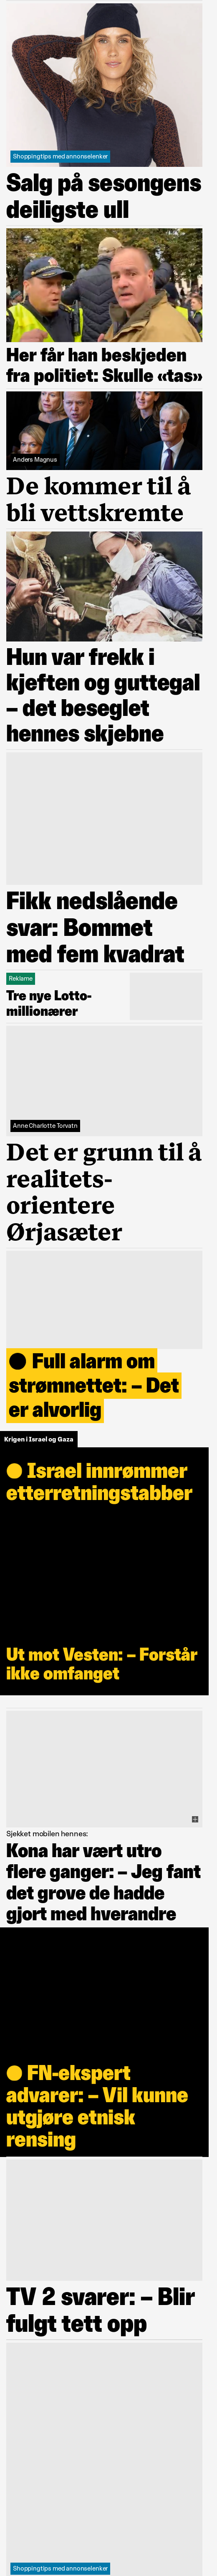 Shoppingtips med annonselenker
Salg på sesongens
deiligste ull
Her får han beskjeden
fra politiet: Skulle «tas»
Anders Magnus
De kommer til å
bli vettskremte
Hun var frekk i
kjeften og guttegal
– det beseglet
hennes skjebne
Fikk nedslående
svar: Bommet
med fem kvadrat
Reklame
Tre nye Lotto-
millionærer
Anne Charlotte Torvatn
Det er grunn til å
realitets-
orientere
Ørjasæter
● Full alarm om
strømnettet: – Det
er alvorlig
Krigen i Israel og Gaza
● Israel innrømmer
etterretningstabber
Ut mot Vesten: – Forstår
ikke omfanget
Sjekket mobilen hennes:
Kona har vært utro
flere ganger: – Jeg fant
det grove de hadde
gjort med hverandre
● FN-ekspert
advarer: – Vil kunne
utgjøre etnisk
rensing
TV 2 svarer: – Blir
fulgt tett opp
Shoppingtips med annonselenker